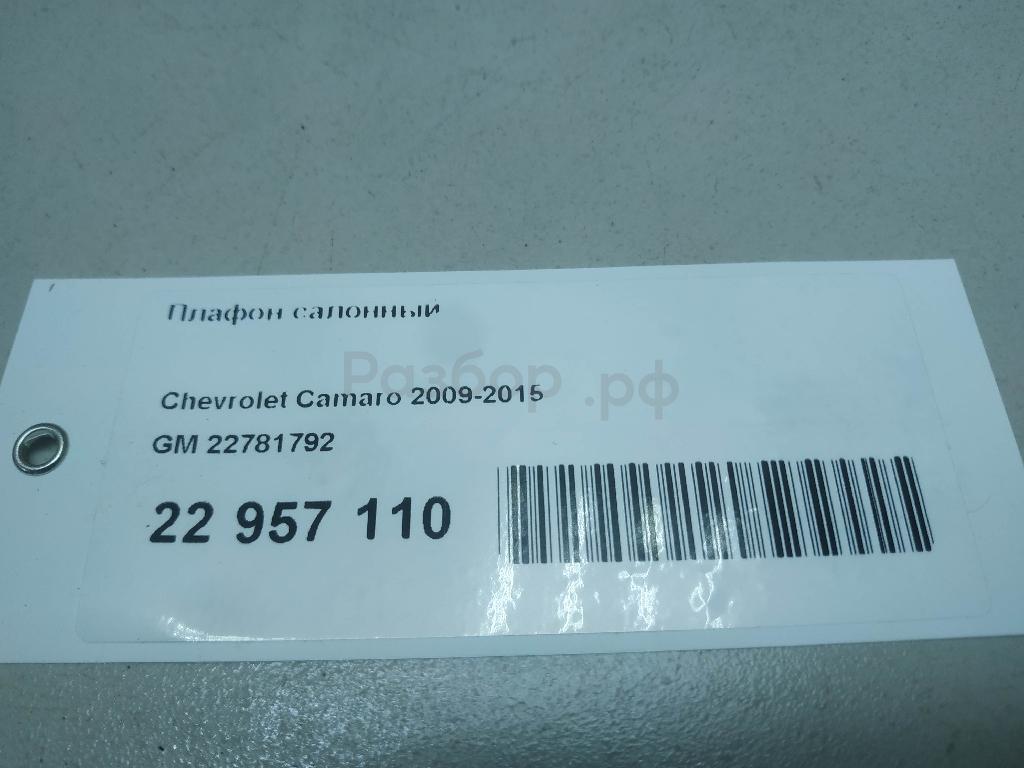 Плафон салонный
Разбор.рф
Chevrolet Camaro 2009-2015
GM 22781792
22 957 110